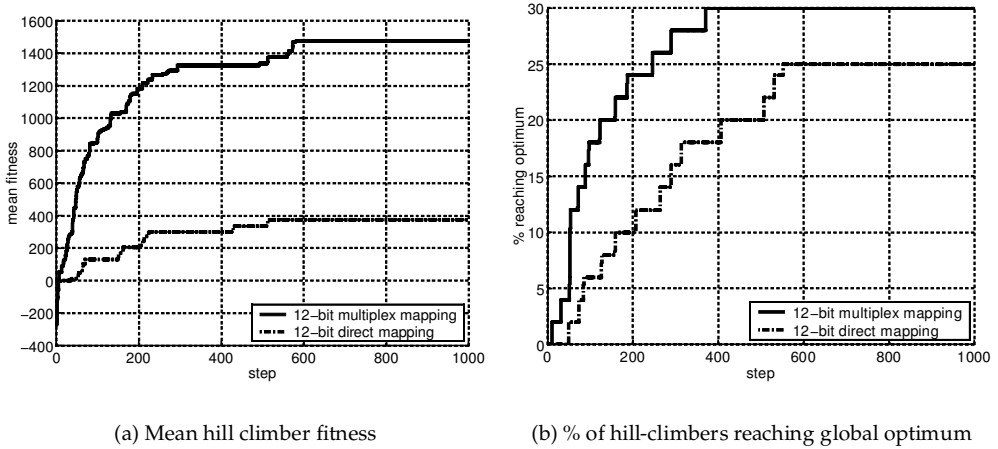 1600
1400
1200
1000
800
600
400
200
0
−200
−400
mean fitness
0 200 400 600 800 1000
step
12−bit multiplex mapping
12−bit direct mapping
(a) Mean hill climber fitness
30
25
20
15
10
5
0
% reaching optimum
0 200 400 600 800 1000
step
12−bit multiplex mapping
12−bit direct mapping
(b) % of hill-climbers reaching global optimum